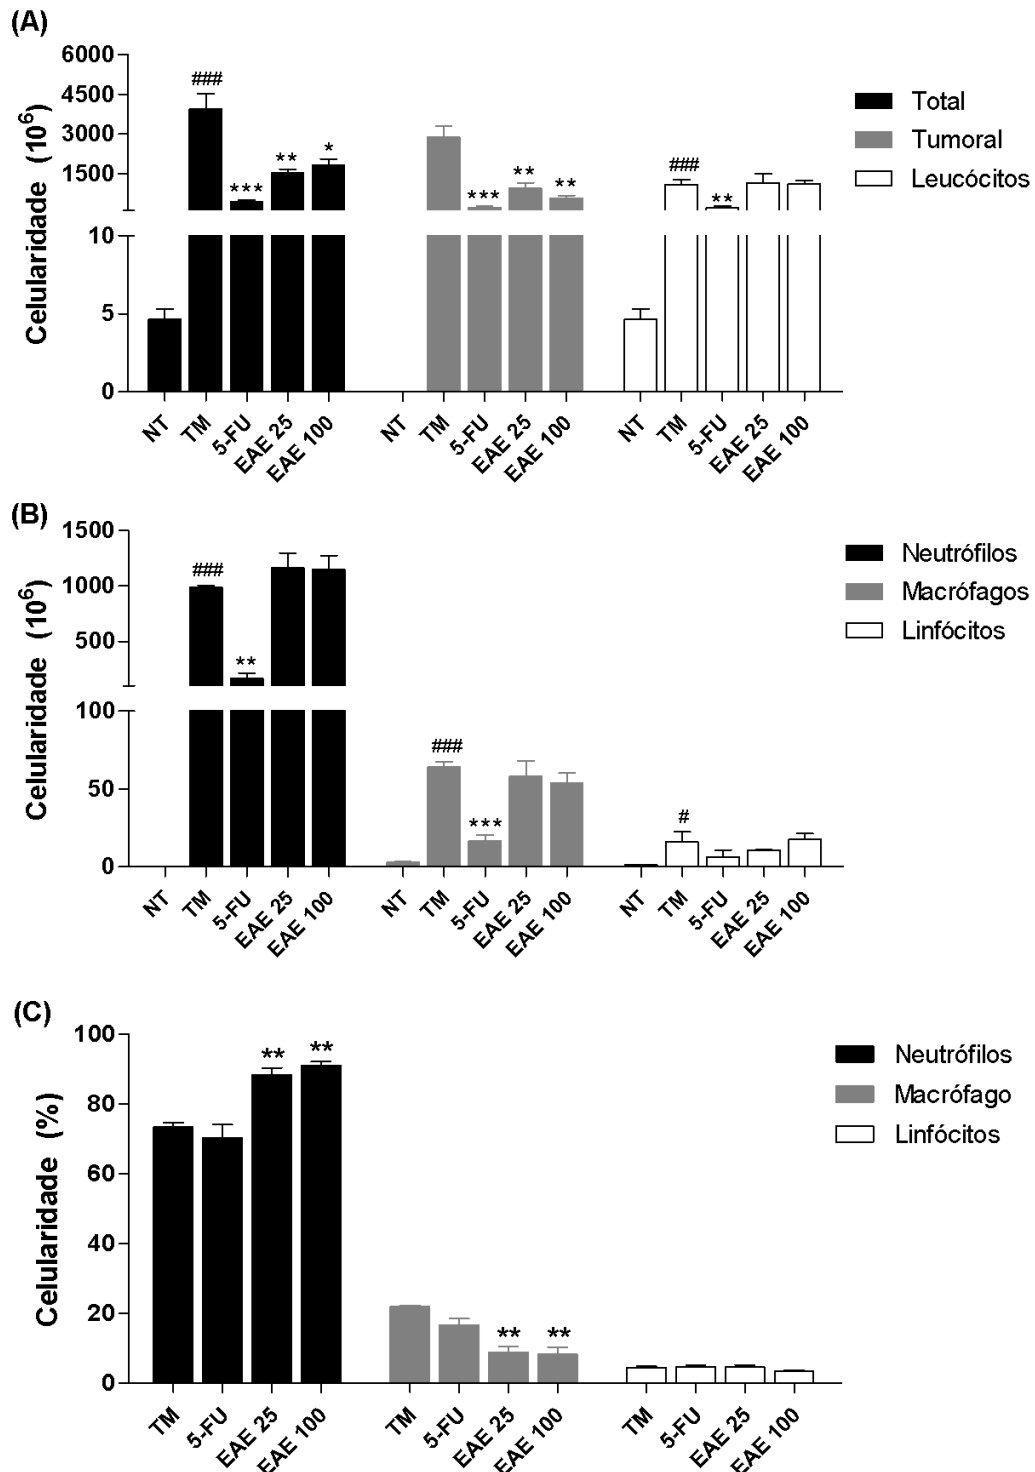 (A)
Celularidade (10⁶)
6000
4500
3000
1500
10
5
0
###
***
**
*
***
**
**
###
**
Total
Tumoral
Leucócitos
NT TM 5-FU EAE 25 EAE 100 NT TM 5-FU EAE 25 EAE 100 NT TM 5-FU EAE 25 EAE 100
(B)
Celularidade (10⁶)
1500
1000
500
100
50
0
###
**
###
***
#
Neutrófilos
Macrófagos
Linfócitos
NT TM 5-FU EAE 25 EAE 100 NT TM 5-FU EAE 25 EAE 100 NT TM 5-FU EAE 25 EAE 100
(C)
Celularidade (%)
100
80
60
40
20
0
**
**
**
**
Neutrófilos
Macrófago
Linfócitos
TM 5-FU EAE 25 EAE 100 TM 5-FU EAE 25 EAE 100 TM 5-FU EAE 25 EAE 100